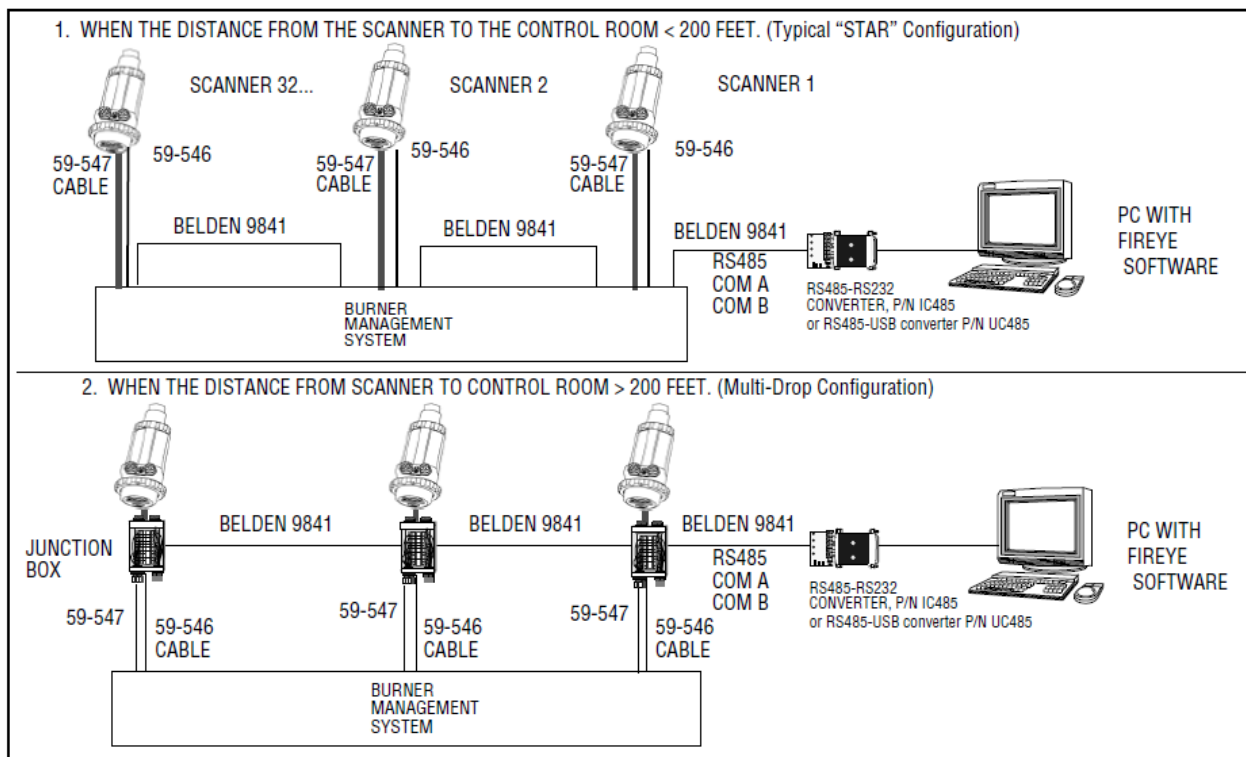 1. WHEN THE DISTANCE FROM THE SCANNER TO THE CONTROL ROOM < 200 FEET. (Typical “STAR” Configuration)
SCANNER 32...
SCANNER 2
SCANNER 1
59-547
CABLE
59-546
59-547
CABLE
59-546
59-547
CABLE
59-546
BELDEN 9841
BELDEN 9841
BELDEN 9841
RS485
COM A
COM B
RS485-RS232
CONVERTER, P/N IC485
or RS485-USB converter P/N UC485
PC WITH
FIREYE
SOFTWARE
BURNER
MANAGEMENT
SYSTEM
2. WHEN THE DISTANCE FROM SCANNER TO CONTROL ROOM > 200 FEET. (Multi-Drop Configuration)
JUNCTION
BOX
BELDEN 9841
BELDEN 9841
BELDEN 9841
RS485
COM A
COM B
RS485-RS232
CONVERTER, P/N IC485
or RS485-USB converter P/N UC485
PC WITH
FIREYE
SOFTWARE
59-547
59-546
CABLE
59-547
59-546
CABLE
59-547
59-546
CABLE
BURNER
MANAGEMENT
SYSTEM